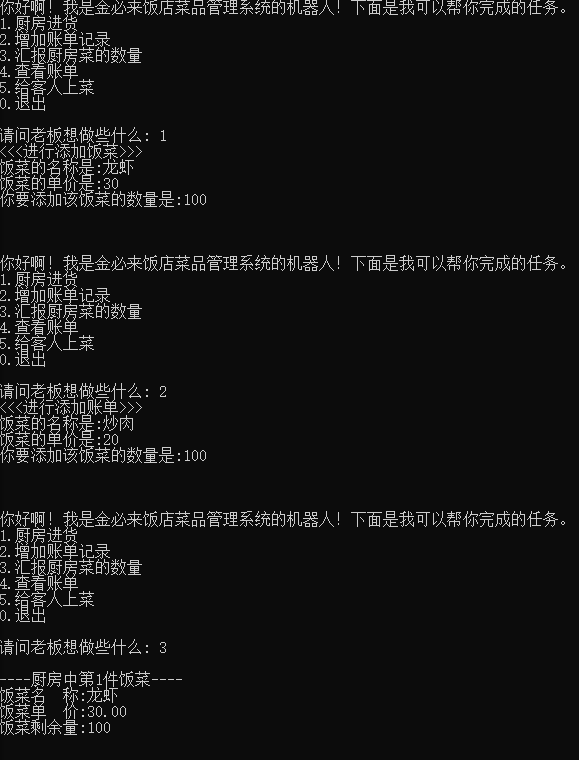 你好啊！我是金必来饭店菜品管理系统的机器人！下面是我可以帮你完成的任务。
1.厨房进货
2.增加账单记录
3.汇报厨房菜的数量
4.查看账单
5.给客人上菜
0.退出
请问老板想做些什么：1
<<<进行添加饭菜>>>
饭菜的名称是:龙虾
饭菜的单价是:30
你要添加该饭菜的数量是:100
你好啊！我是金必来饭店菜品管理系统的机器人！下面是我可以帮你完成的任务。
1.厨房进货
2.增加账单记录
3.汇报厨房菜的数量
4.查看账单
5.给客人上菜
0.退出
请问老板想做些什么：2
<<<进行添加账单>>>
饭菜的名称是:炒肉
饭菜的单价是:20
你要添加该饭菜的数量是:100
你好啊！我是金必来饭店菜品管理系统的机器人！下面是我可以帮你完成的任务。
1.厨房进货
2.增加账单记录
3.汇报厨房菜的数量
4.查看账单
5.给客人上菜
0.退出
请问老板想做些什么：3
----厨房中第1件饭菜----
饭菜名　称:龙虾
饭菜单　价:30.00
饭菜剩余量:100